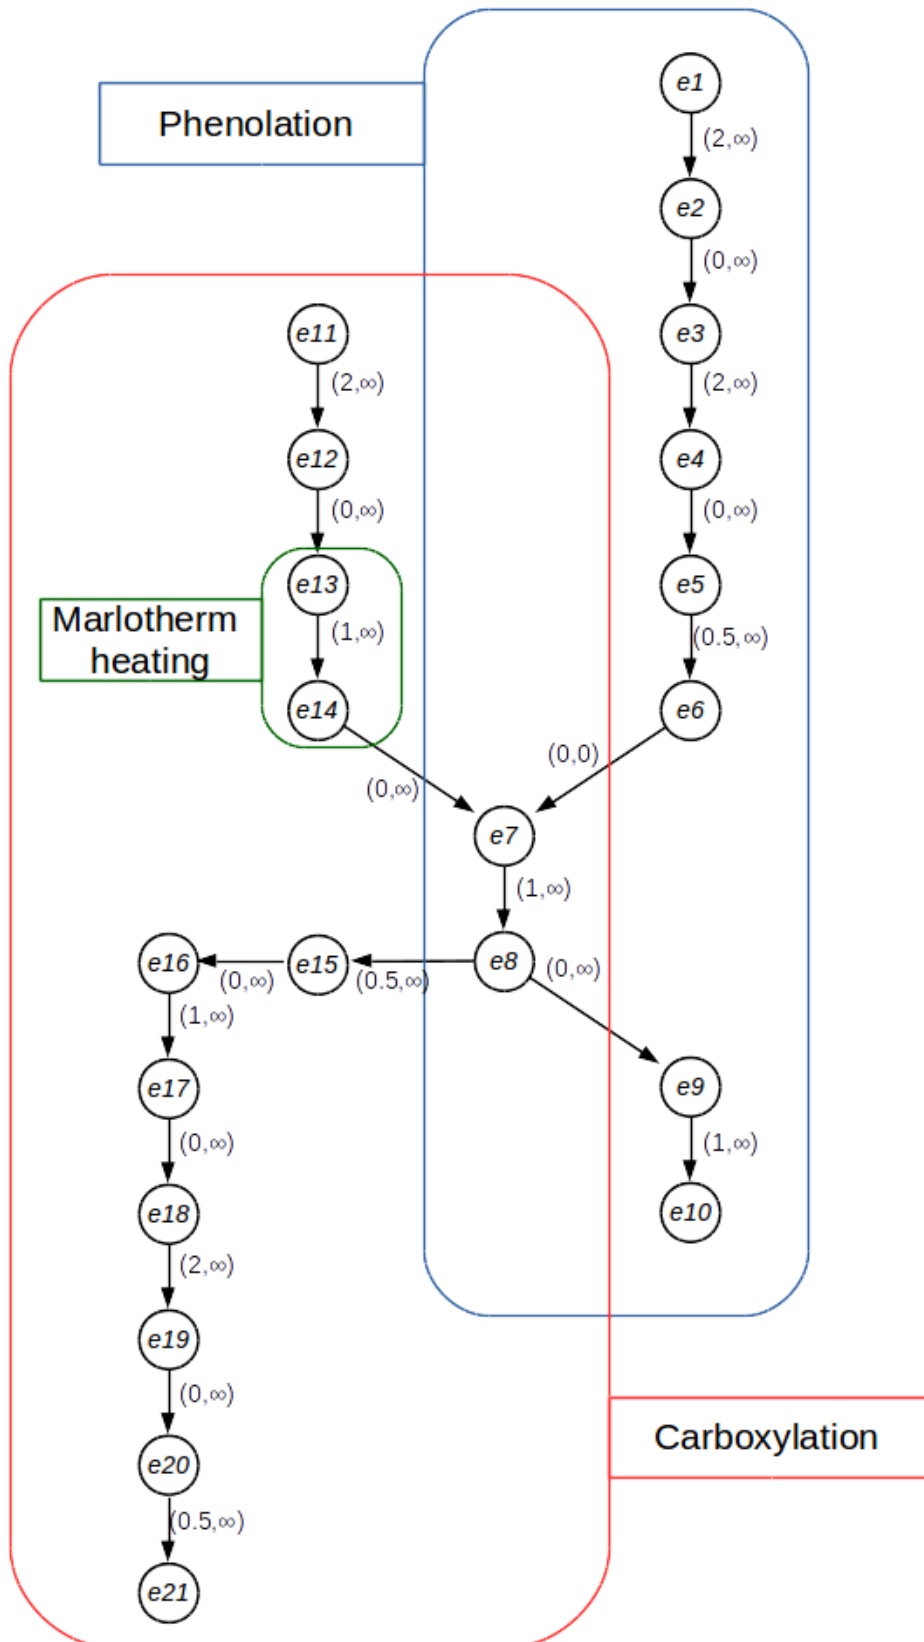 e1
Phenolation
(2,∞)
e2
(0,∞)
e11
e3
(2,∞)
(2,∞)
e12
e4
(0,∞)
(0,∞)
e13
e5
Marlotherm
heating
(1,∞)
(0.5,∞)
e14
e6
(0,∞)
(0,0)
e7
(1,∞)
e16
(0,∞)
e15
(0.5,∞)
e8
(0,∞)
(1,∞)
e17
e9
(0,∞)
(1,∞)
e18
e10
(2,∞)
e19
(0,∞)
Carboxylation
e20
(0.5,∞)
e21